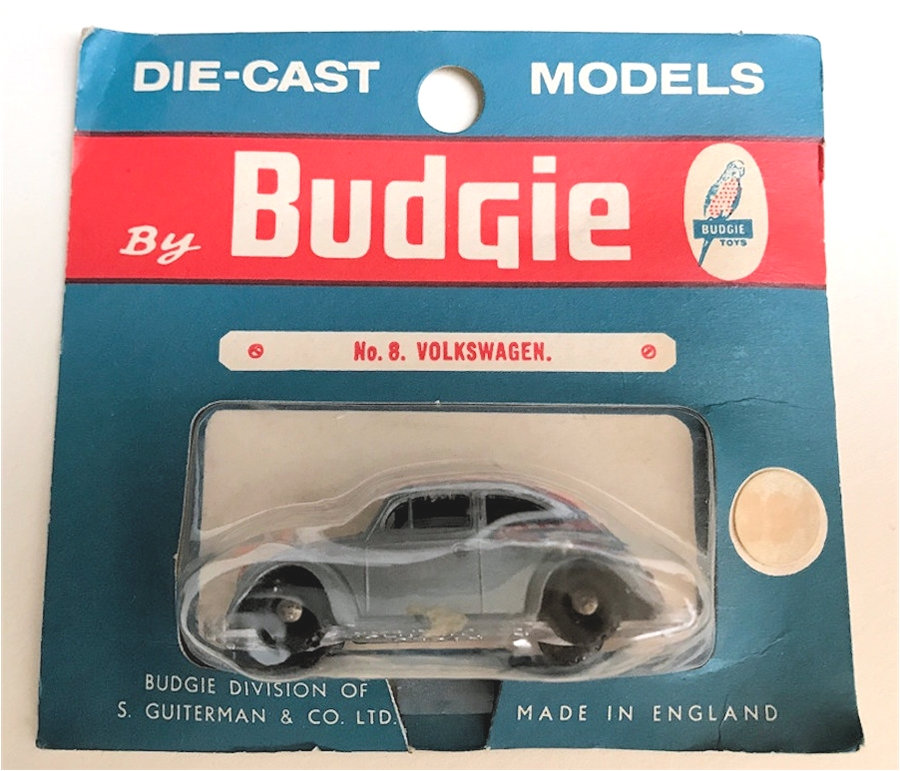 DIE-CAST MODELS
By Budgie
BUDGIE
TOYS
No. 8. VOLKSWAGEN.
BUDGIE DIVISION OF
S. GUITERMAN & CO. LTD.
MADE IN ENGLAND